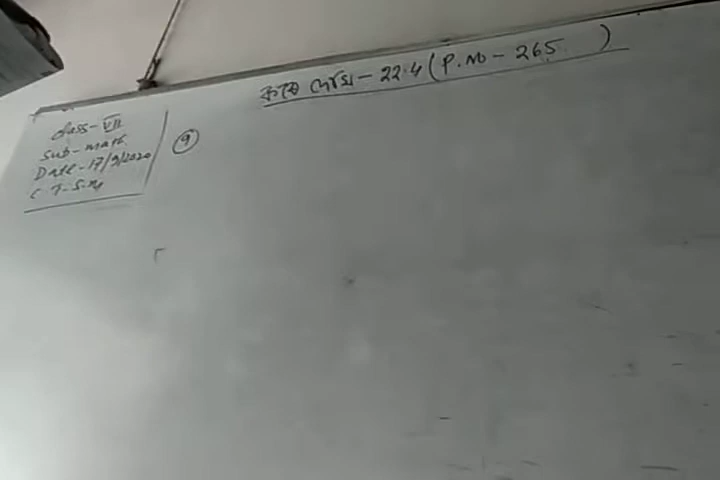 কষে দেখি - 22.4 (P.No - 265 )
class - VII
sub - math
Date - 17/9/2020
9